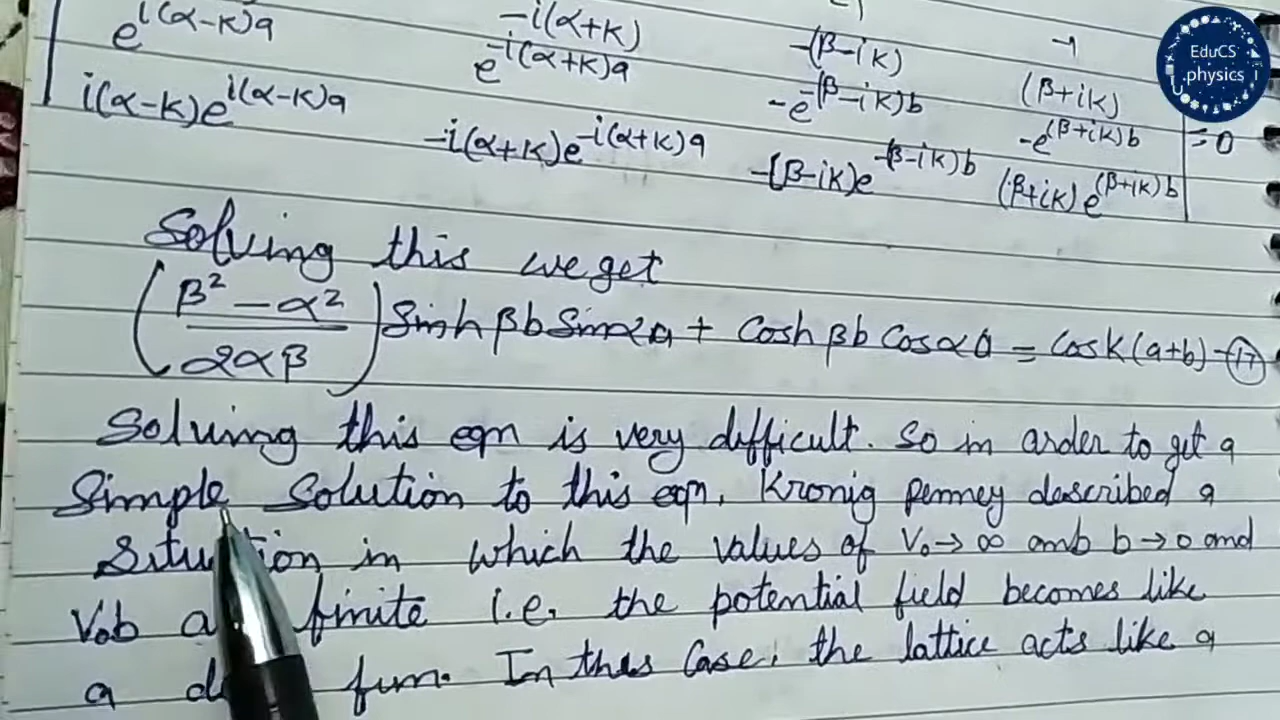 e^{i(α-k)a} -i(α+k) -(β-ik) -1
e^{-i(α+k)a} -e^{-(β-ik)b} (β+ik)
i(α-k)e^{i(α-k)a} -i(α+k)e^{-i(α+k)a} -(β-ik)e^{-(β-ik)b} -e^{(β+ik)b} =0
(β+ik)e^{(β+ik)b}
Solving this we get
(β²-α² / 2αβ) Sinh βb Sin αa + Cosh βb Cos αa = Cos k(a+b) -(17)
Solving this eqn is very difficult. So in order to get a
Simple Solution to this eqn, Kronig penney described a
Situation in which the values of V₀→∞ and b→0 and
V₀b finite i.e. the potential field becomes like
a fun. In this Case, the lattice acts like a
EduCS
.physics